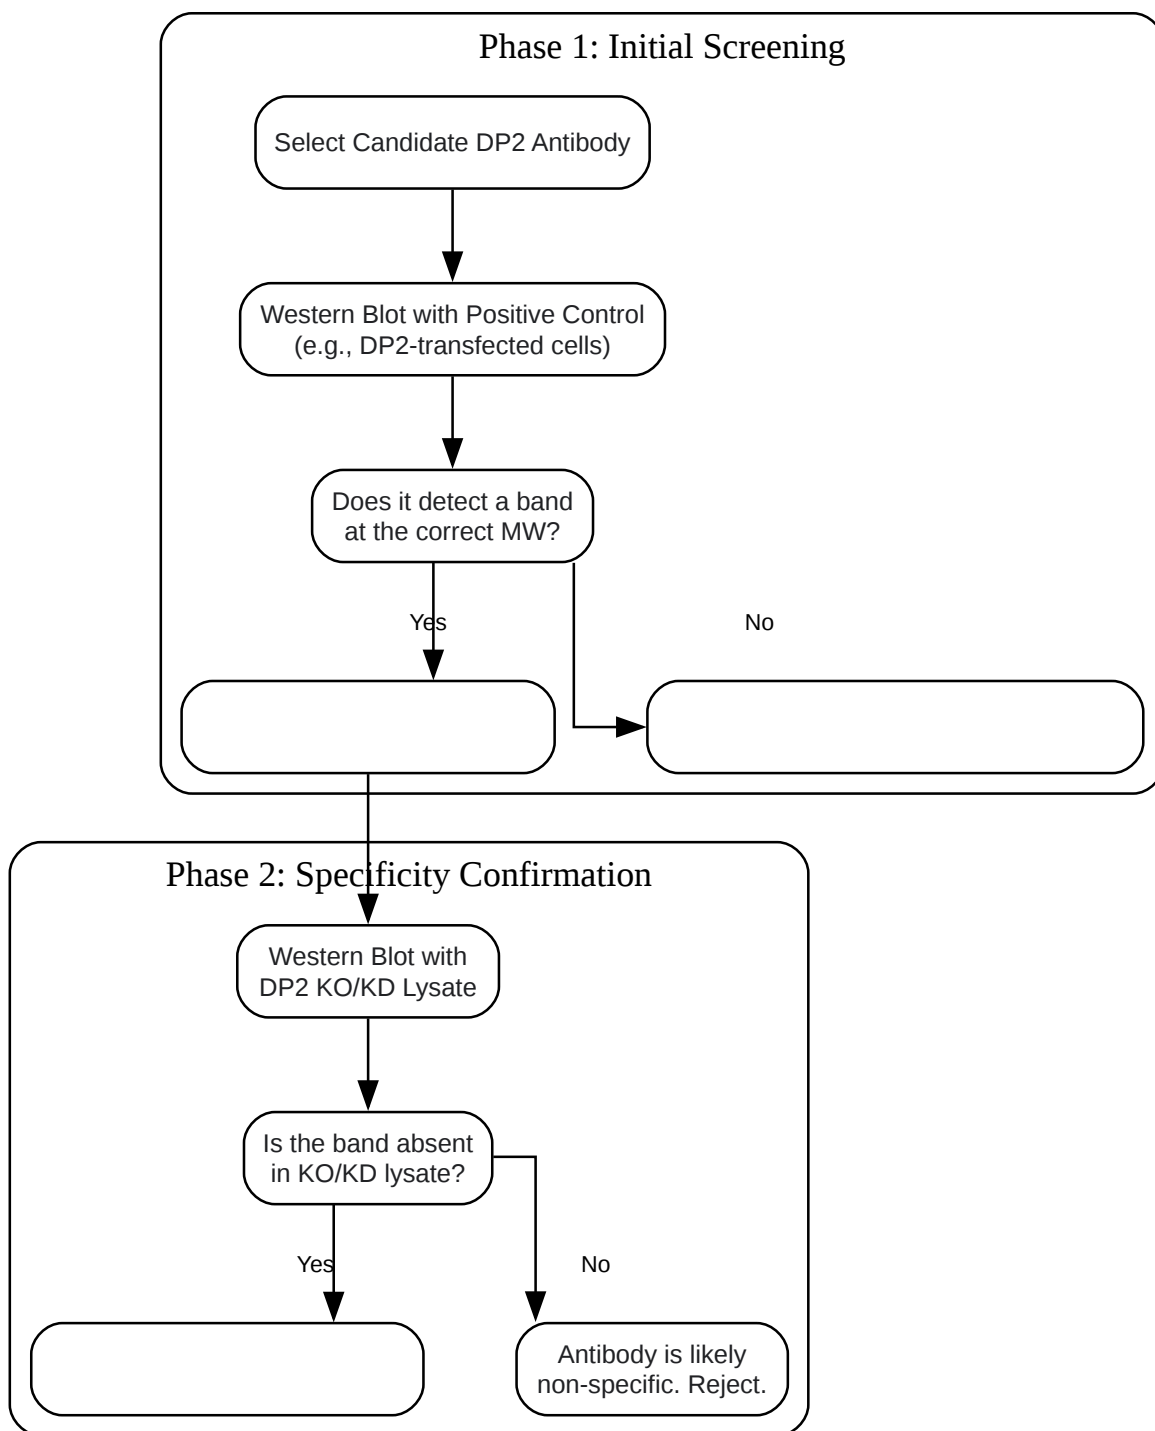 Phase 1: Initial Screening
Select Candidate DP2 Antibody
Western Blot with Positive Control
(e.g., DP2-transfected cells)
Does it detect a band
at the correct MW?
Yes
No
Phase 2: Specificity Confirmation
Western Blot with
DP2 KO/KD Lysate
Is the band absent
in KO/KD lysate?
Yes
No
Antibody is likely
non-specific. Reject.